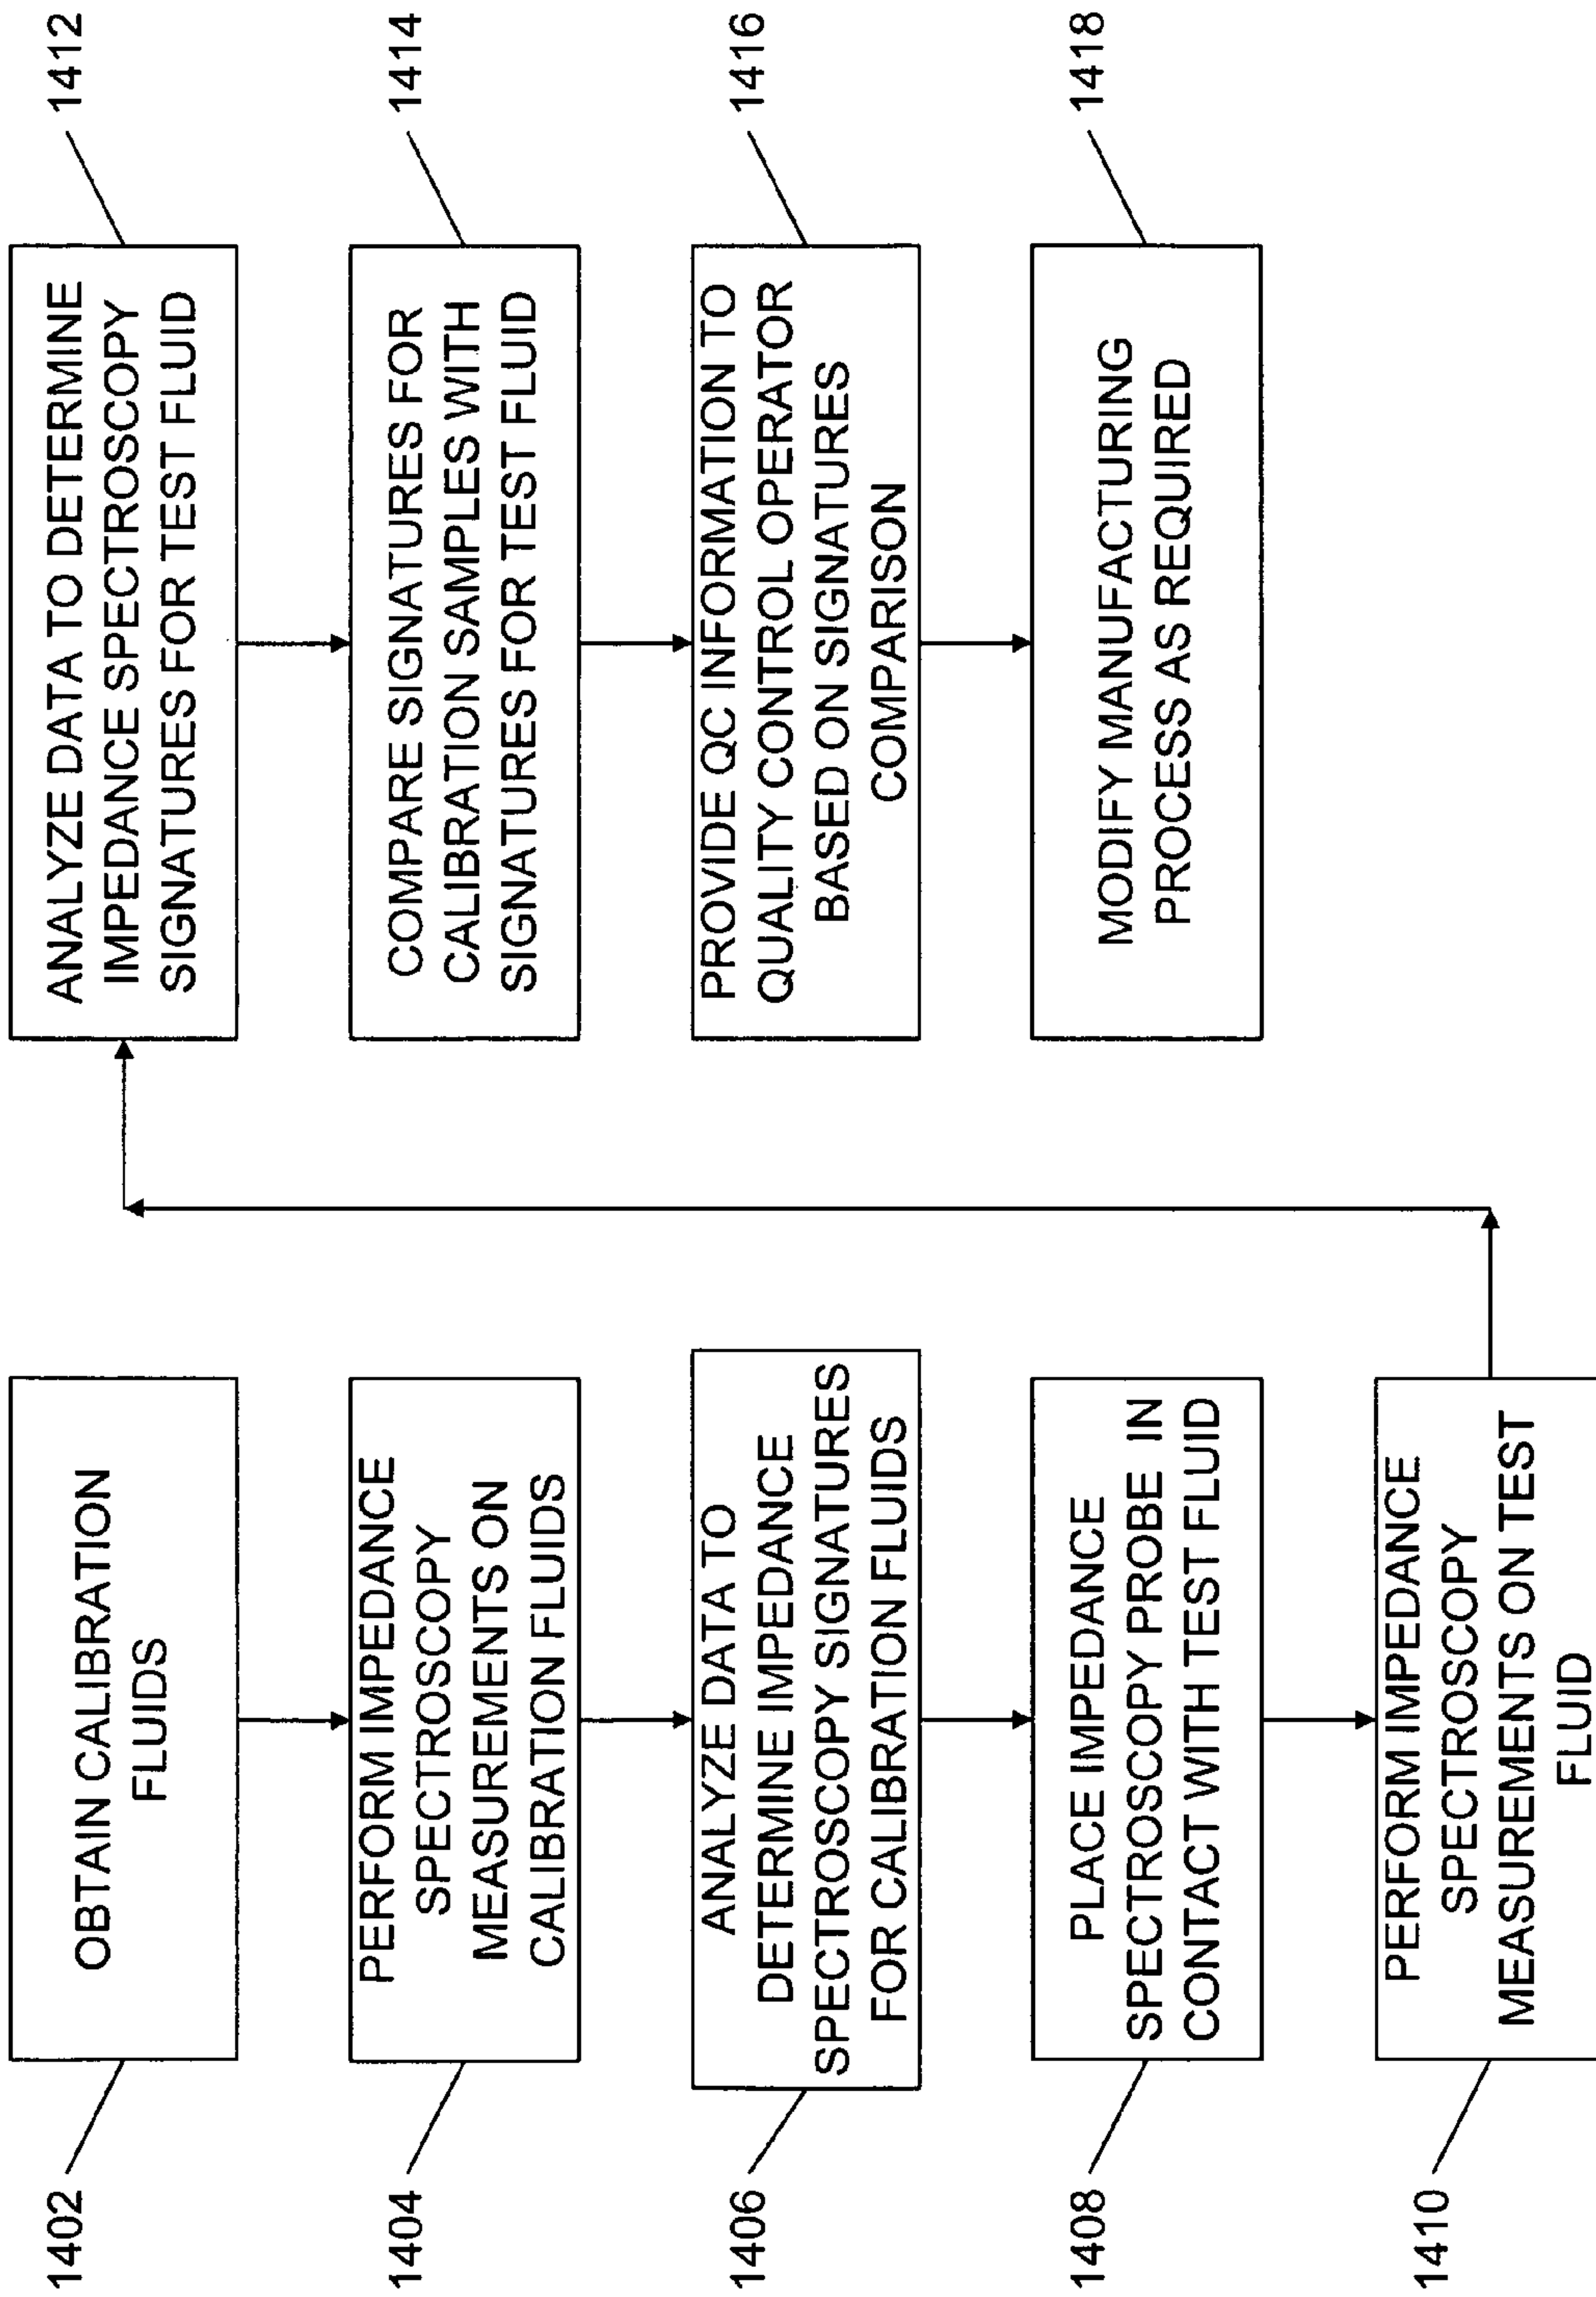 1402
OBTAIN CALIBRATION
FLUIDS
1404
PERFORM IMPEDANCE
SPECTROSCOPY
MEASUREMENTS ON
CALIBRATION FLUIDS
1406
ANALYZE DATA TO
DETERMINE IMPEDANCE
SPECTROSCOPY SIGNATURES
FOR CALIBRATION FLUIDS
1408
PLACE IMPEDANCE
SPECTROSCOPY PROBE IN
CONTACT WITH TEST FLUID
1410
PERFORM IMPEDANCE
SPECTROSCOPY
MEASUREMENTS ON TEST
FLUID
1412
ANALYZE DATA TO DETERMINE
IMPEDANCE SPECTROSCOPY
SIGNATURES FOR TEST FLUID
1414
COMPARE SIGNATURES FOR
CALIBRATION SAMPLES WITH
SIGNATURES FOR TEST FLUID
1416
PROVIDE QC INFORMATION TO
QUALITY CONTROL OPERATOR
BASED ON SIGNATURES
COMPARISON
1418
MODIFY MANUFACTURING
PROCESS AS REQUIRED